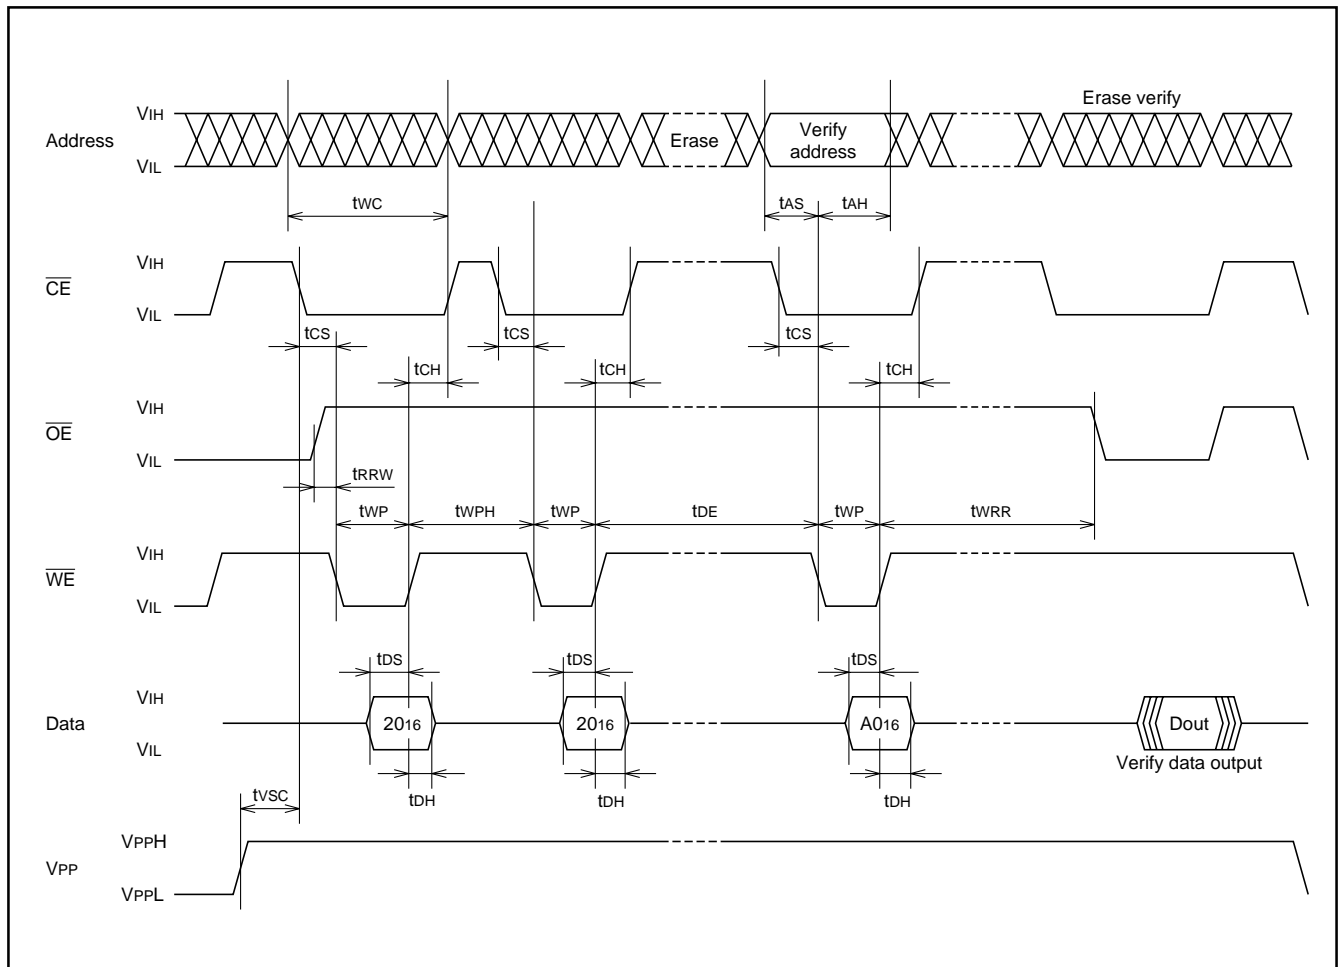 Erase verify
VIH
Address
Erase
Verify
address
VIL
tWC
tAS
tAH
VIH
CE
VIL
tCS
tCS
tCS
tCH
tCH
tCH
VIH
OE
VIL
tRRW
tWP
tWPH
tWP
tDE
tWP
tWRR
VIH
WE
VIL
tDS
tDS
tDS
VIH
Data
2016
2016
A016
Dout
VIL
Verify data output
tDH
tDH
tDH
tVSC
VPPH
VPP
VPPL